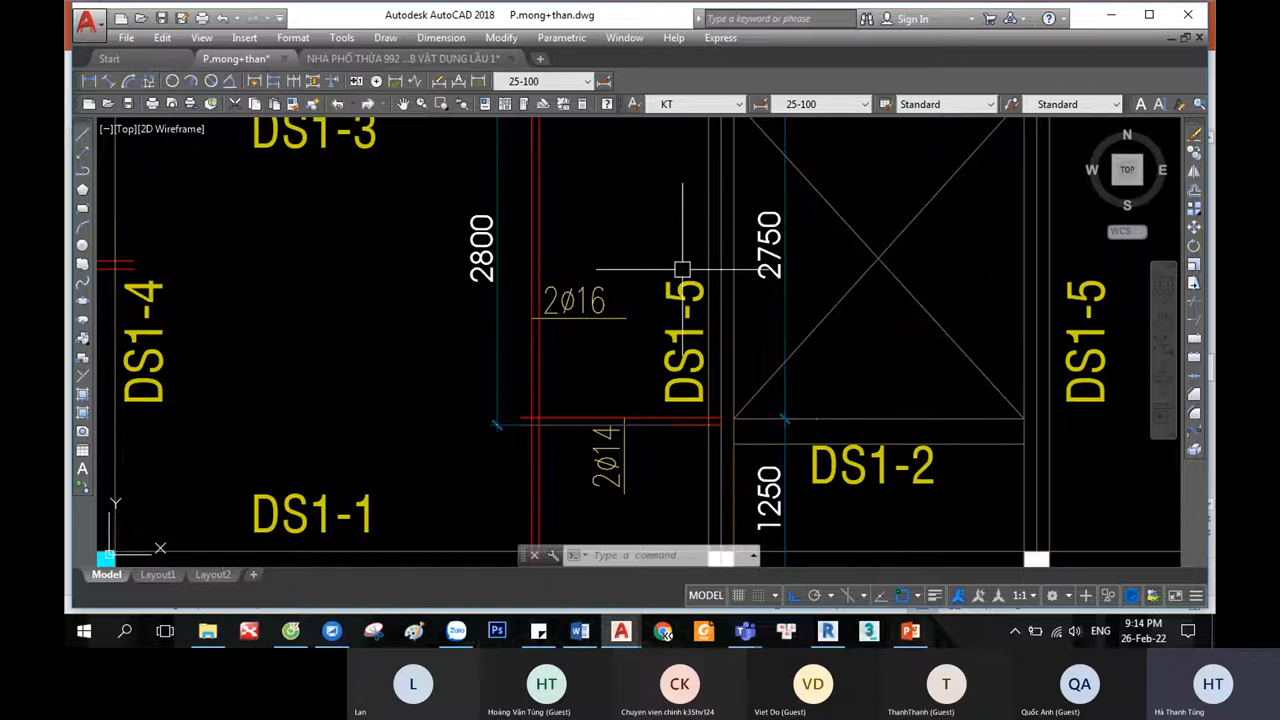 Autodesk AutoCAD 2018 P.mong+than.dwg
Type a keyword or phrase
Sign In
File Edit View Insert Format Tools Draw Dimension Modify Parametric Window Help Express
Start P.mong+than* NHÀ PHỐ THỪA 992 ...B VẬT DỤNG LẦU 1*
25-100
KT 25-100 Standard Standard
[−][Top][2D Wireframe]
DS1-3
N
W TOP E
S
WCS
2800
2750
2ø16
DS1-4
DS1-5
DS1-5
2ø14
DS1-2
1250
DS1-1
Y
X
Type a command
Model Layout1 Layout2
MODEL
1:1
Zalo
Ps
ENG
9:14 PM
26-Feb-22
L
HT
CK
VD
T
QA
HT
Lan
Hoàng Văn Tùng (Guest)
Chuyen vien chinh k35hv124
Viet Do (Guest)
ThanhThanh (Guest)
Quốc Anh (Guest)
Hà Thanh Tùng